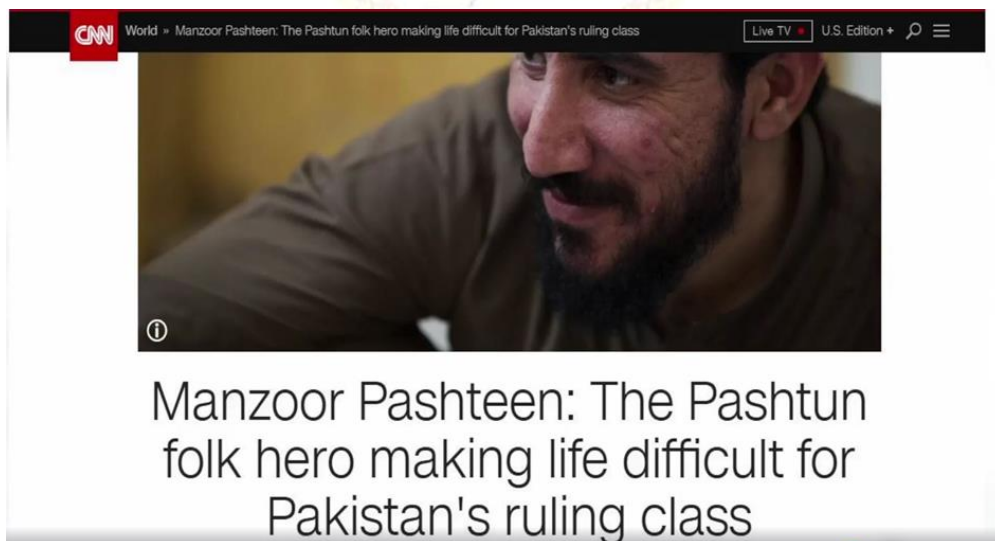 CNN World » Manzoor Pashteen: The Pashtun folk hero making life difficult for Pakistan's ruling class Live TV U.S. Edition +
Manzoor Pashteen: The Pashtun
folk hero making life difficult for
Pakistan's ruling class